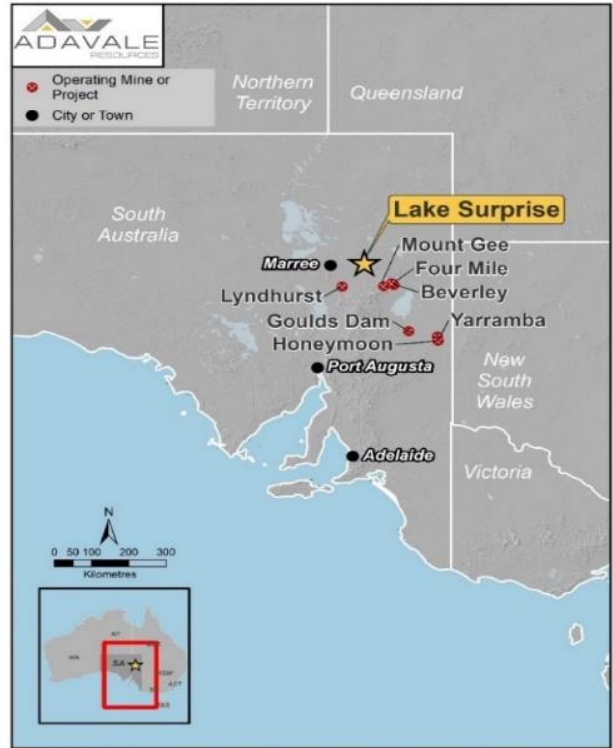 ADAVALE
RESOURCES
Operating Mine or
Project
City or Town
Northern
Territory
Queensland
South
Australia
Lake Surprise
Marree
Mount Gee
Four Mile
Lyndhurst
Beverley
Goulds Dam
Yarramba
Honeymoon
Port Augusta
New
South
Wales
Adelaide
Victoria
N
0 50 100 200 300
Kilometres
WA
NT
SA
NSW
ACT